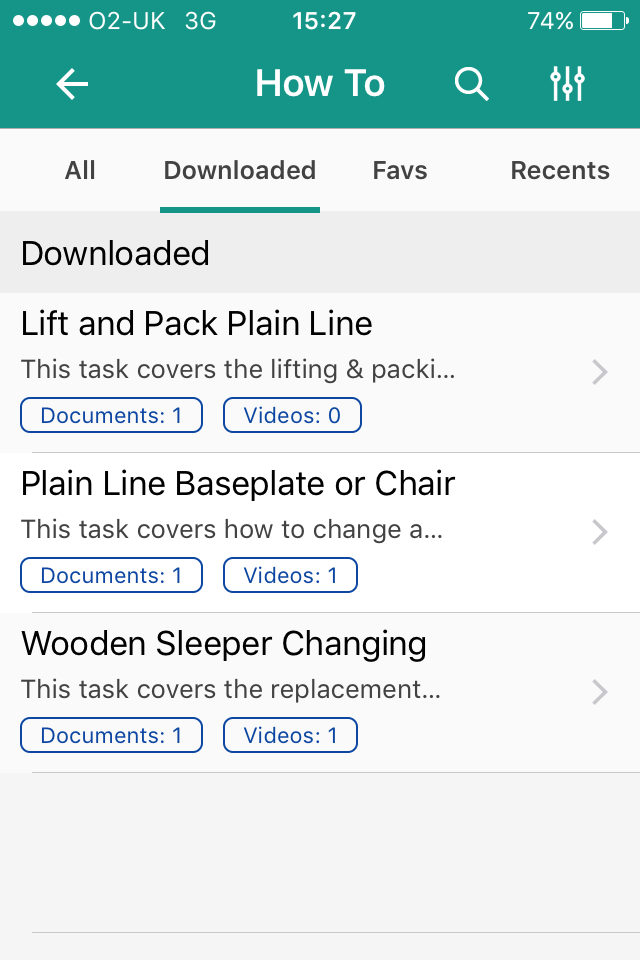 O2-UK 3G 15:27 74%
How To
All Downloaded Favs Recents
Downloaded
Lift and Pack Plain Line
This task covers the lifting & packi...
Documents: 1 Videos: 0
Plain Line Baseplate or Chair
This task covers how to change a...
Documents: 1 Videos: 1
Wooden Sleeper Changing
This task covers the replacement...
Documents: 1 Videos: 1